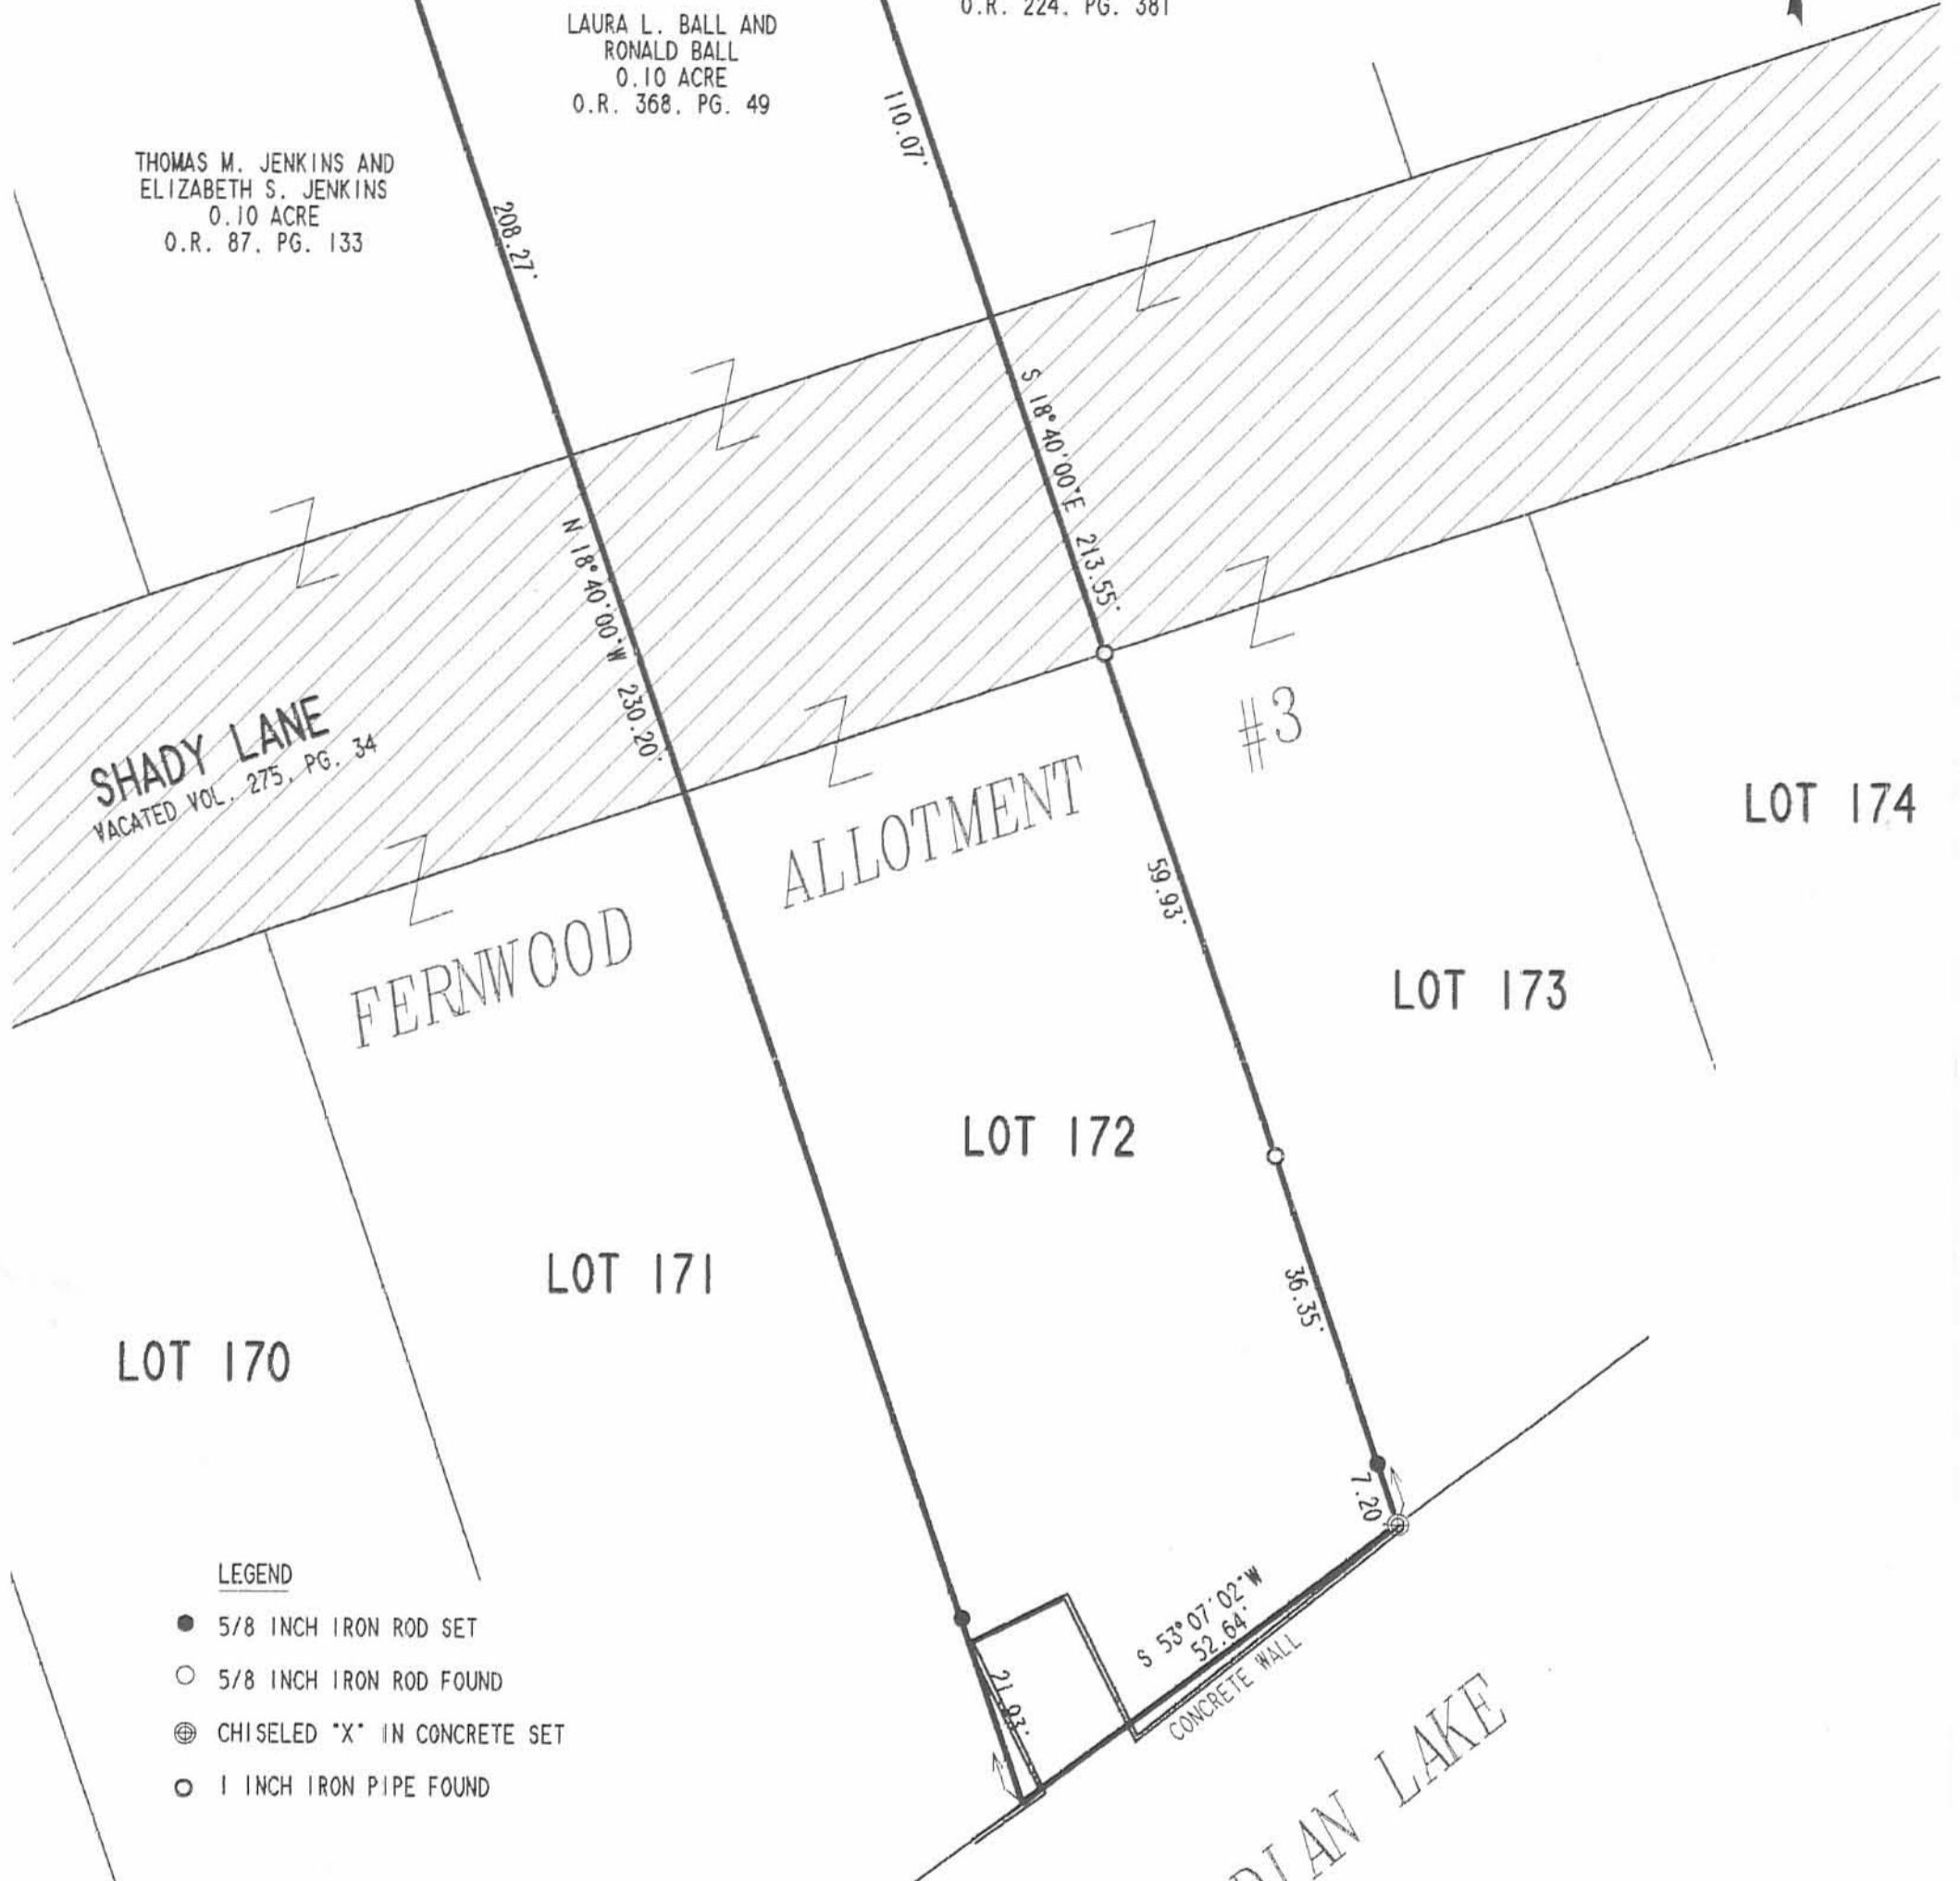 O.R. 224, PG. 381
LAURA L. BALL AND
RONALD BALL
0.10 ACRE
O.R. 368, PG. 49
110.07'
THOMAS M. JENKINS AND
ELIZABETH S. JENKINS
0.10 ACRE
O.R. 87, PG. 133
208.27'
S 18°40'00"E 213.55'
N 18°40'00"W 230.20'
SHADY LANE
VACATED VOL. 275, PG. 34
FERNWOOD ALLOTMENT #3
LOT 174
59.93'
LOT 173
LOT 172
LOT 171
36.35'
LOT 170
7.20'
S 53°07'02"W
52.64'
CONCRETE WALL
21.93'
DIAN LAKE
LEGEND
5/8 INCH IRON ROD SET
5/8 INCH IRON ROD FOUND
CHISELED "X" IN CONCRETE SET
1 INCH IRON PIPE FOUND